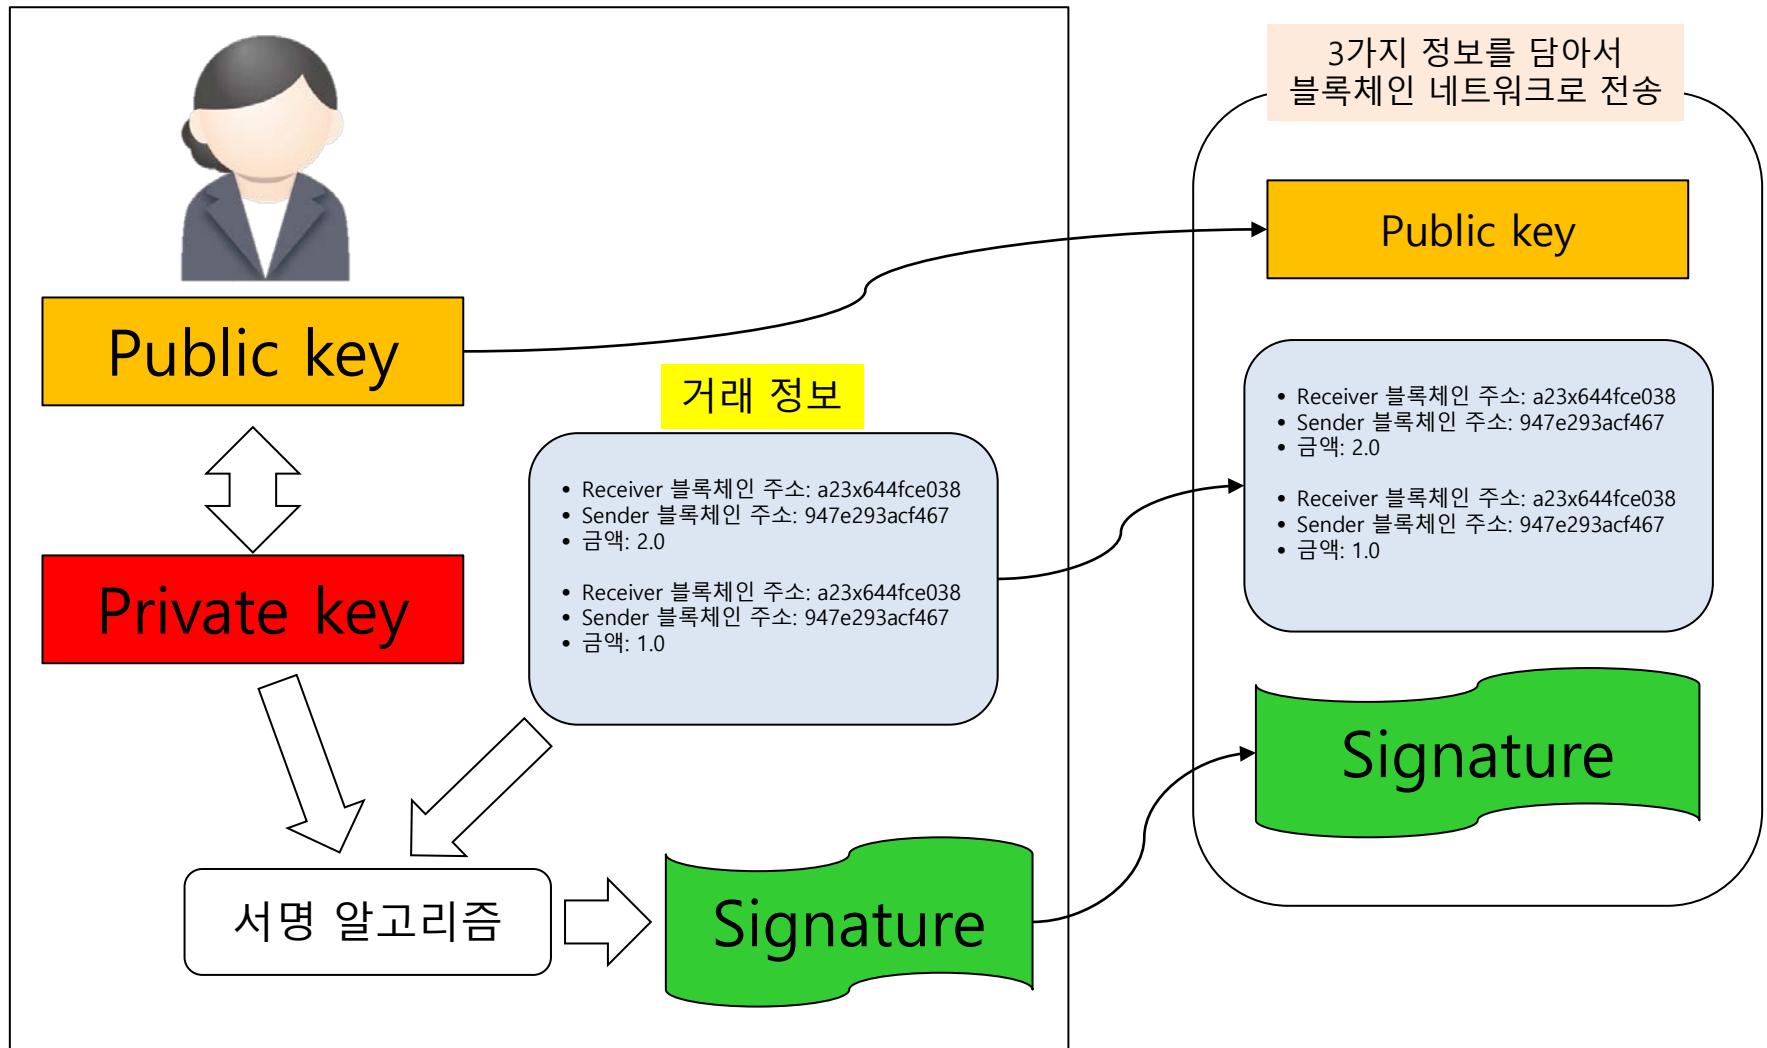 3가지 정보를 담아서
블록체인 네트워크로 전송
Public key
Public key
거래 정보
• Receiver 블록체인 주소: a23x644fce038
• Sender 블록체인 주소: 947e293acf467
• 금액: 2.0
• Receiver 블록체인 주소: a23x644fce038
• Sender 블록체인 주소: 947e293acf467
• 금액: 1.0
• Receiver 블록체인 주소: a23x644fce038
• Sender 블록체인 주소: 947e293acf467
• 금액: 2.0
• Receiver 블록체인 주소: a23x644fce038
• Sender 블록체인 주소: 947e293acf467
• 금액: 1.0
Private key
Signature
서명 알고리즘
Signature